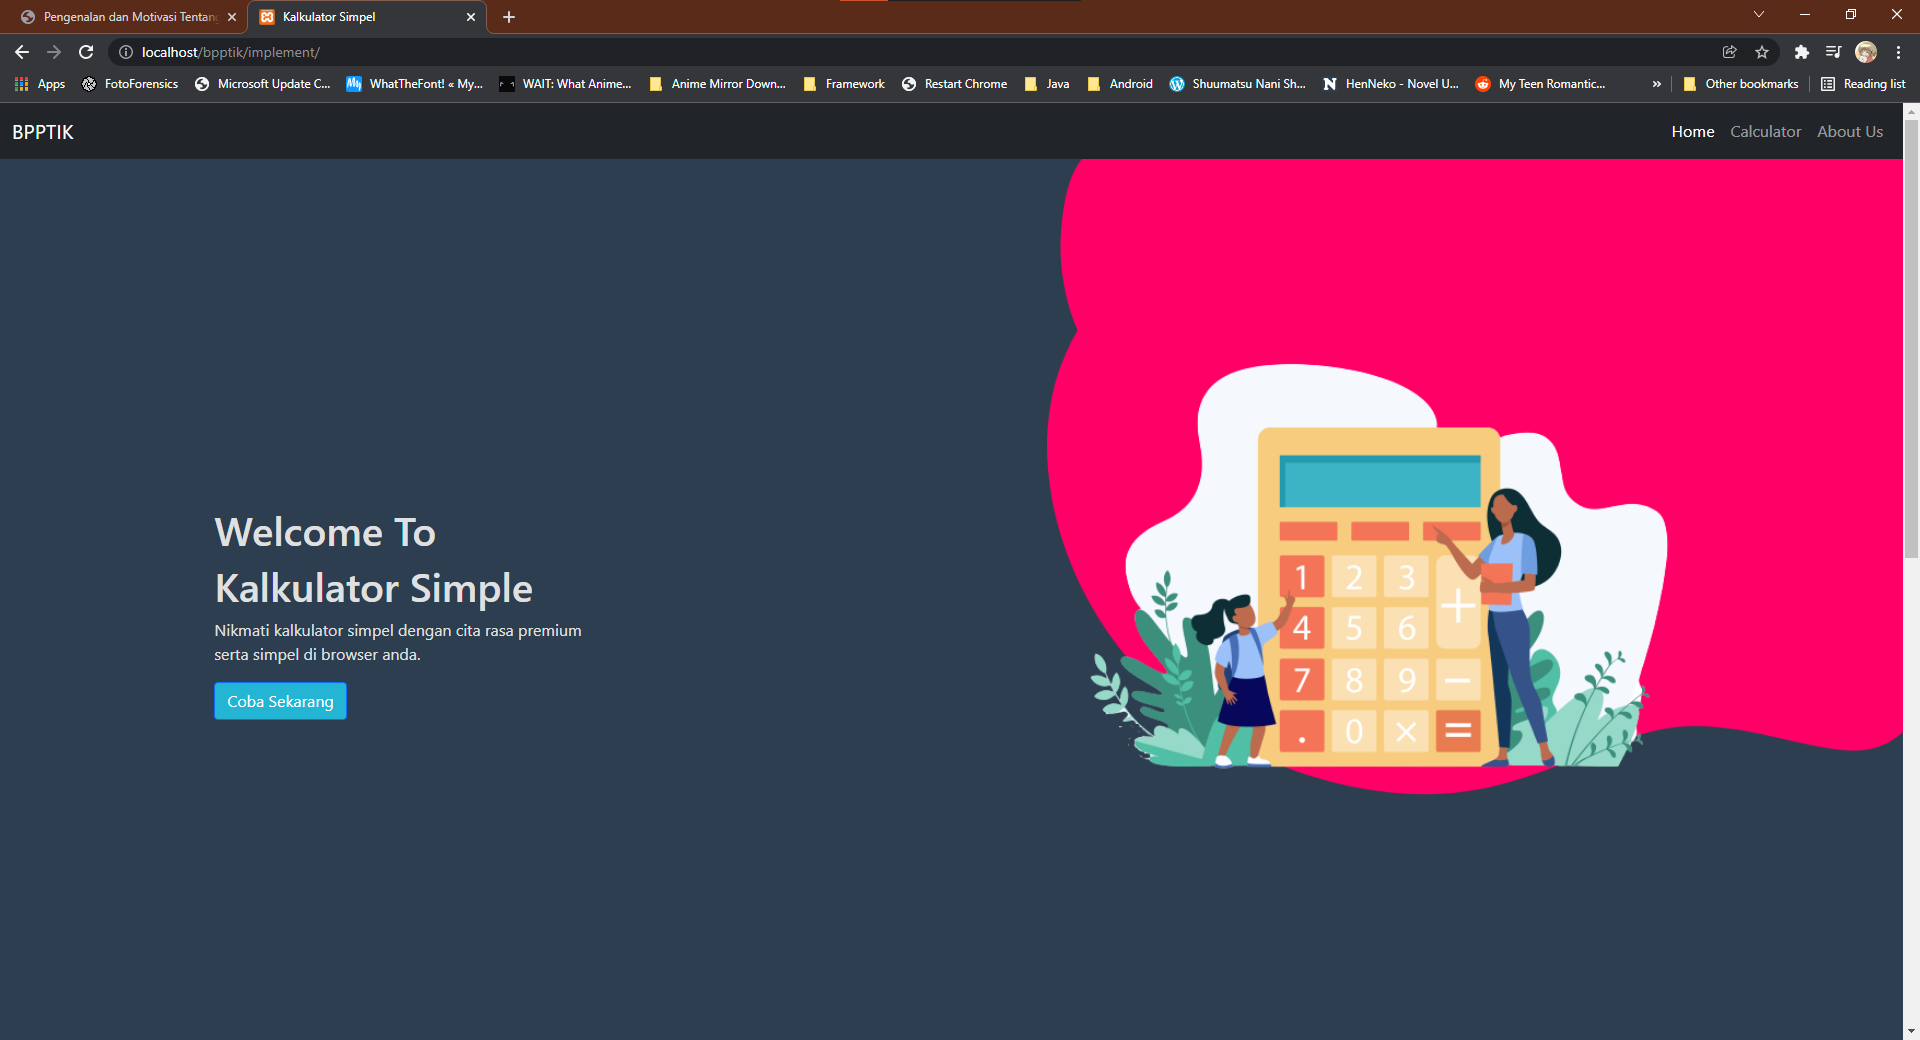 Pengenalan dan Motivasi Tentang
Kalkulator Simpel
localhost/bpptik/implement/
Apps
FotoForensics
Microsoft Update C...
WhatTheFont! « My...
WAIT: What Anime...
Anime Mirror Down...
Framework
Restart Chrome
Java
Android
Shuumatsu Nani Sh...
HenNeko - Novel U...
My Teen Romantic...
»
Other bookmarks
Reading list
BPPTIK
Home
Calculator
About Us
Welcome To
Kalkulator Simple
Nikmati kalkulator simpel dengan cita rasa premium
serta simpel di browser anda.
Coba Sekarang
1 2 3
+
4 5 6
7 8 9 −
. 0 × =